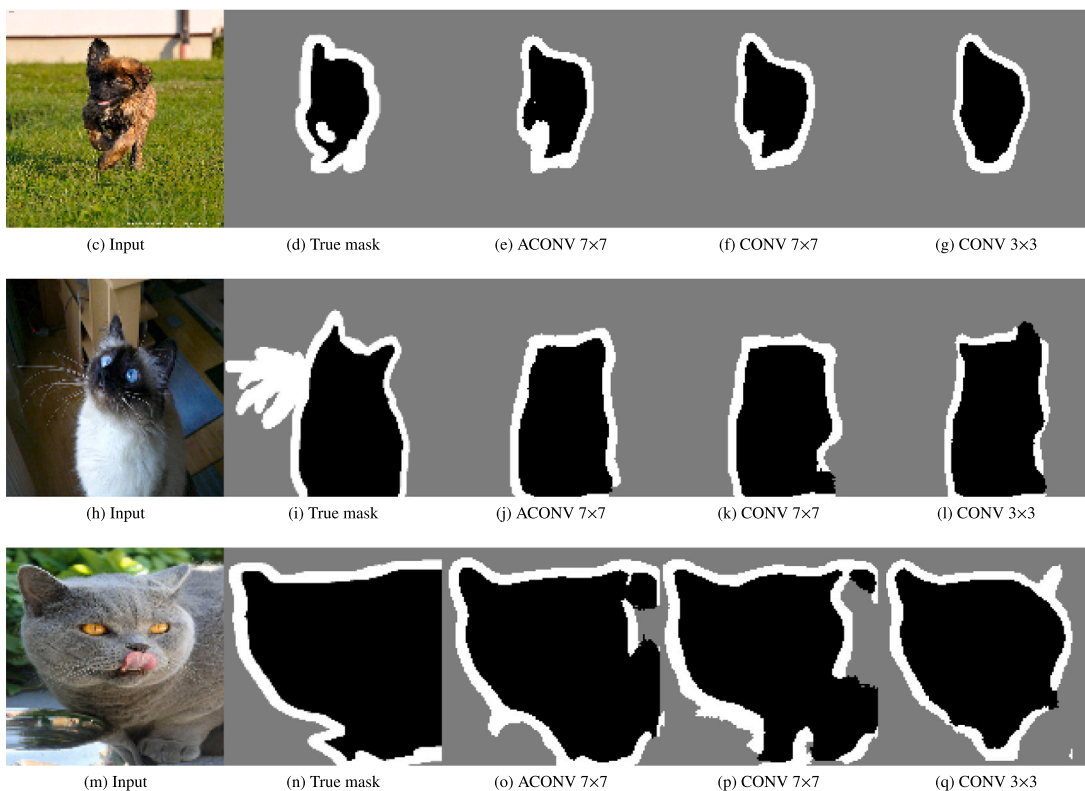 (c) Input (d) True mask (e) ACONV 7×7 (f) CONV 7×7 (g) CONV 3×3
(h) Input (i) True mask (j) ACONV 7×7 (k) CONV 7×7 (l) CONV 3×3
(m) Input (n) True mask (o) ACONV 7×7 (p) CONV 7×7 (q) CONV 3×3